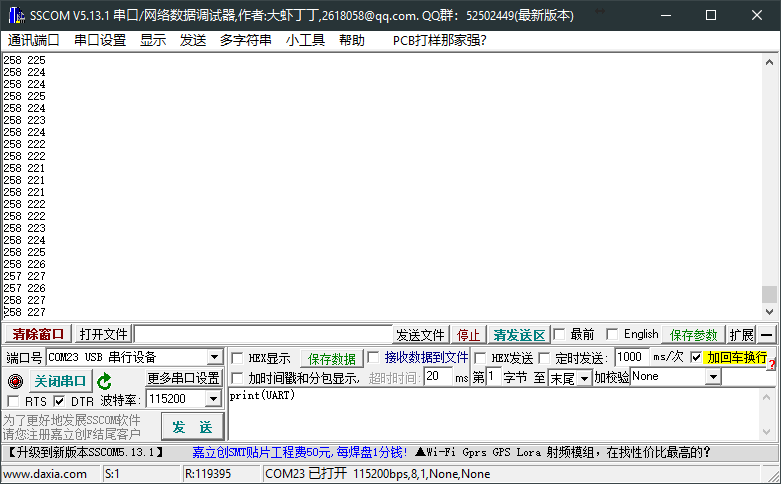 SSCOM V5.13.1 串口/网络数据调试器,作者:大虾丁丁,2618058@qq.com. QQ群: 52502449(最新版本)
通讯端口 串口设置 显示 发送 多字符串 小工具 帮助 PCB打样那家强?
258 225
258 224
258 224
258 225
258 224
258 223
258 224
258 222
258 222
258 221
258 221
258 221
258 222
258 222
258 223
258 224
258 225
258 226
257 227
257 226
258 227
258 227
清除窗口 打开文件 发送文件 停止 清发送区 最前 English 保存参数 扩展 —
端口号 COM23 USB 串行设备 HEX显示 保存数据 接收数据到文件 HEX发送 定时发送: 1000 ms/次 加回车换行
关闭串口 更多串口设置 加时间戳和分包显示, 超时时间: 20 ms 第 1 字节 至 末尾 加校验 None ?
RTS DTR 波特率: 115200 print(UART)
为了更好地发展SSCOM软件
请您注册嘉立创F结尾客户
发 送
【升级到新版本SSCOM5.13.1】 嘉立创SMT贴片工程费50元,每焊盘1分钱! ▲Wi-Fi Gprs GPS Lora 射频模组, 在找性价比最高的?
www.daxia.com S:1 R:119395 COM23 已打开 115200bps,8,1,None,None